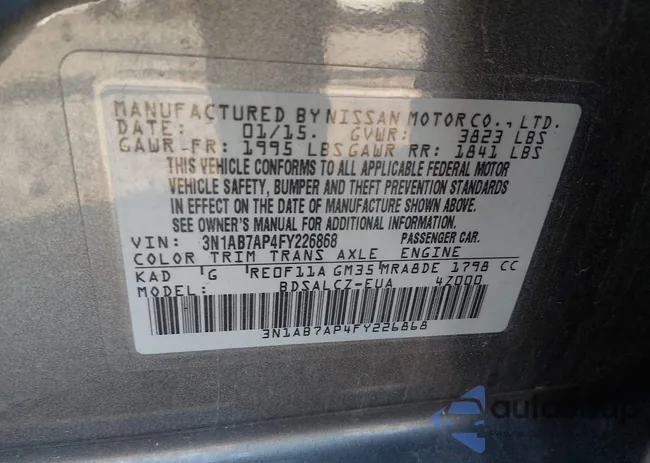 MANUFACTURED BY NISSAN MOTOR CO., LTD.
DATE: 01/15. GVWR: 3823 LBS
GAWR FR: 1995 LBS GAWR RR: 1841 LBS
THIS VEHICLE CONFORMS TO ALL APPLICABLE FEDERAL MOTOR
VEHICLE SAFETY, BUMPER AND THEFT PREVENTION STANDARDS
IN EFFECT ON THE DATE OF MANUFACTURE SHOWN ABOVE.
SEE OWNER'S MANUAL FOR ADDITIONAL INFORMATION.
VIN: 3N1AB7AP4FY226868 PASSENGER CAR.
COLOR TRIM TRANS AXLE ENGINE
KAD G RE0F11A GM35 MRA8DE 1798 CC
MODEL: BDSALCZ-EUA 4Z000
3N1AB7AP4FY226868